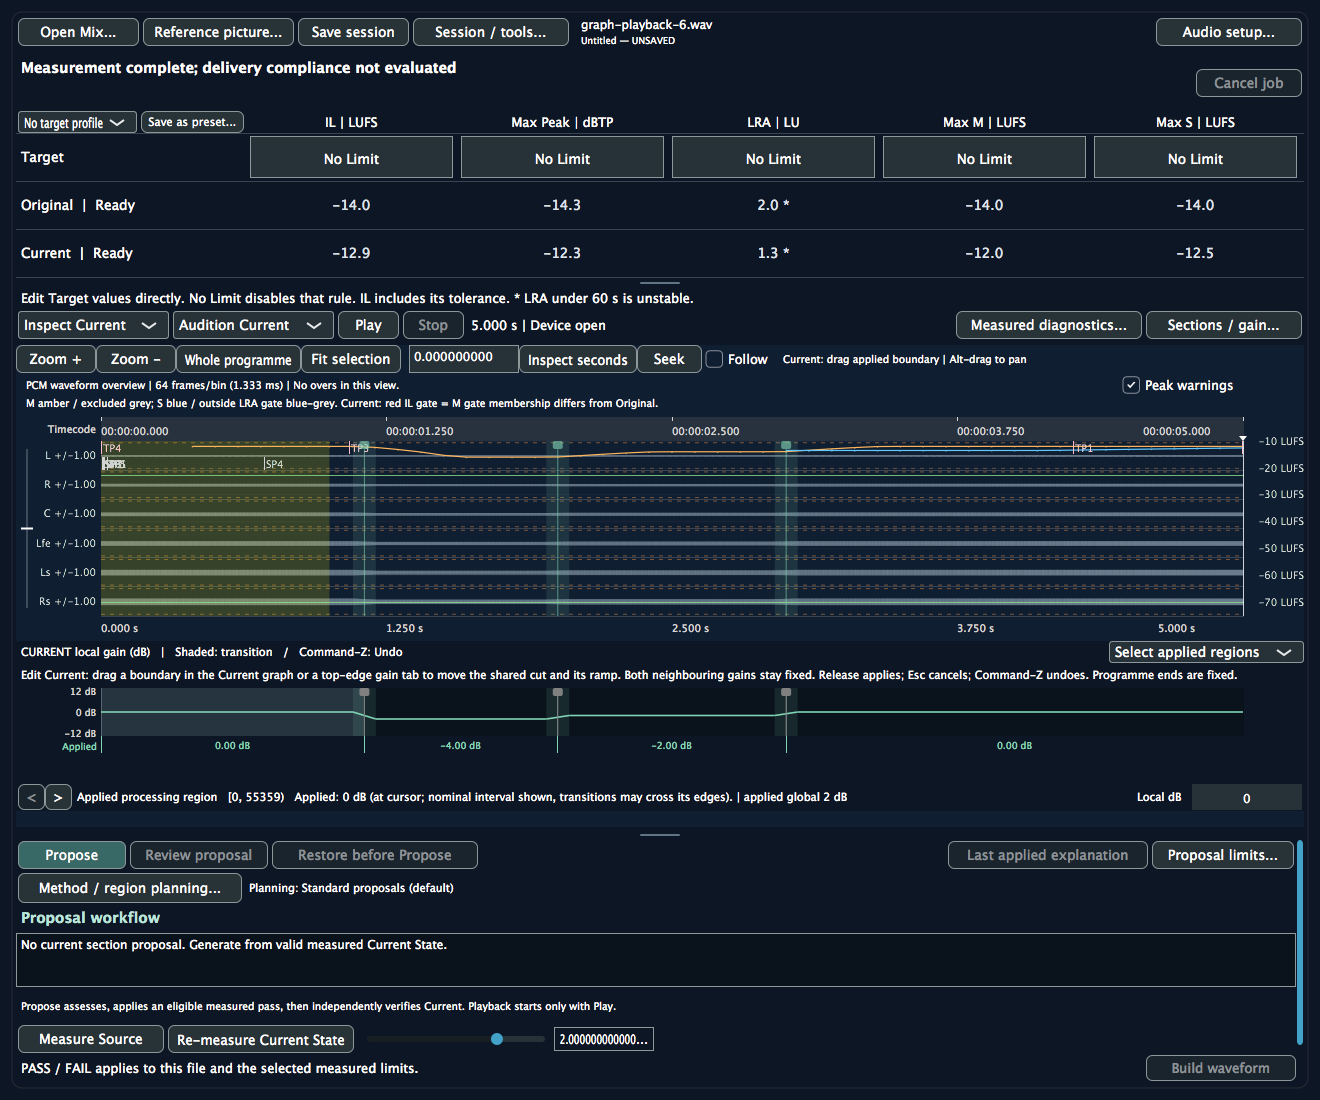 Open Mix...
Reference picture...
Save session
Session / tools...
graph-playback-6.wav
Untitled — UNSAVED
Audio setup...
Measurement complete; delivery compliance not evaluated
Cancel job
No target profile
Save as preset...
IL | LUFS
Max Peak | dBTP
LRA | LU
Max M | LUFS
Max S | LUFS
Target
No Limit
No Limit
No Limit
No Limit
No Limit
Original | Ready
-14.0
-14.3
2.0 *
-14.0
-14.0
Current | Ready
-12.9
-12.3
1.3 *
-12.0
-12.5
Edit Target values directly. No Limit disables that rule. IL includes its tolerance. * LRA under 60 s is unstable.
Inspect Current
Audition Current
Play
Stop
5.000 s | Device open
Measured diagnostics...
Sections / gain...
Zoom +
Zoom −
Whole programme
Fit selection
0.000000000
Inspect seconds
Seek
Follow
Current: drag applied boundary | Alt-drag to pan
PCM waveform overview | 64 frames/bin (1.333 ms) | No overs in this view.
Peak warnings
M amber / excluded grey; S blue / outside LRA gate blue-grey. Current: red IL gate = M gate membership differs from Original.
Timecode
00:00:00.000
00:00:01.250
00:00:02.500
00:00:03.750
00:00:05.000
TP4
TP3
TP1
SP4
L +/-1.00
R +/-1.00
C +/-1.00
Lfe +/-1.00
Ls +/-1.00
Rs +/-1.00
-10 LUFS
-20 LUFS
-30 LUFS
-40 LUFS
-50 LUFS
-60 LUFS
-70 LUFS
0.000 s
1.250 s
2.500 s
3.750 s
5.000 s
CURRENT local gain (dB) | Shaded: transition / Command-Z: Undo
Select applied regions
Edit Current: drag a boundary in the Current graph or a top-edge gain tab to move the shared cut and its ramp. Both neighbouring gains stay fixed. Release applies; Esc cancels; Command-Z undoes. Programme ends are fixed.
12 dB
0 dB
-12 dB
Applied
0.00 dB
-4.00 dB
-2.00 dB
0.00 dB
<
>
Applied processing region [0, 55359) Applied: 0 dB (at cursor; nominal interval shown, transitions may cross its edges). | applied global 2 dB
Local dB
0
Propose
Review proposal
Restore before Propose
Last applied explanation
Proposal limits...
Method / region planning...
Planning: Standard proposals (default)
Proposal workflow
No current section proposal. Generate from valid measured Current State.
Propose assesses, applies an eligible measured pass, then independently verifies Current. Playback starts only with Play.
Measure Source
Re-measure Current State
2.00000000000...
PASS / FAIL applies to this file and the selected measured limits.
Build waveform